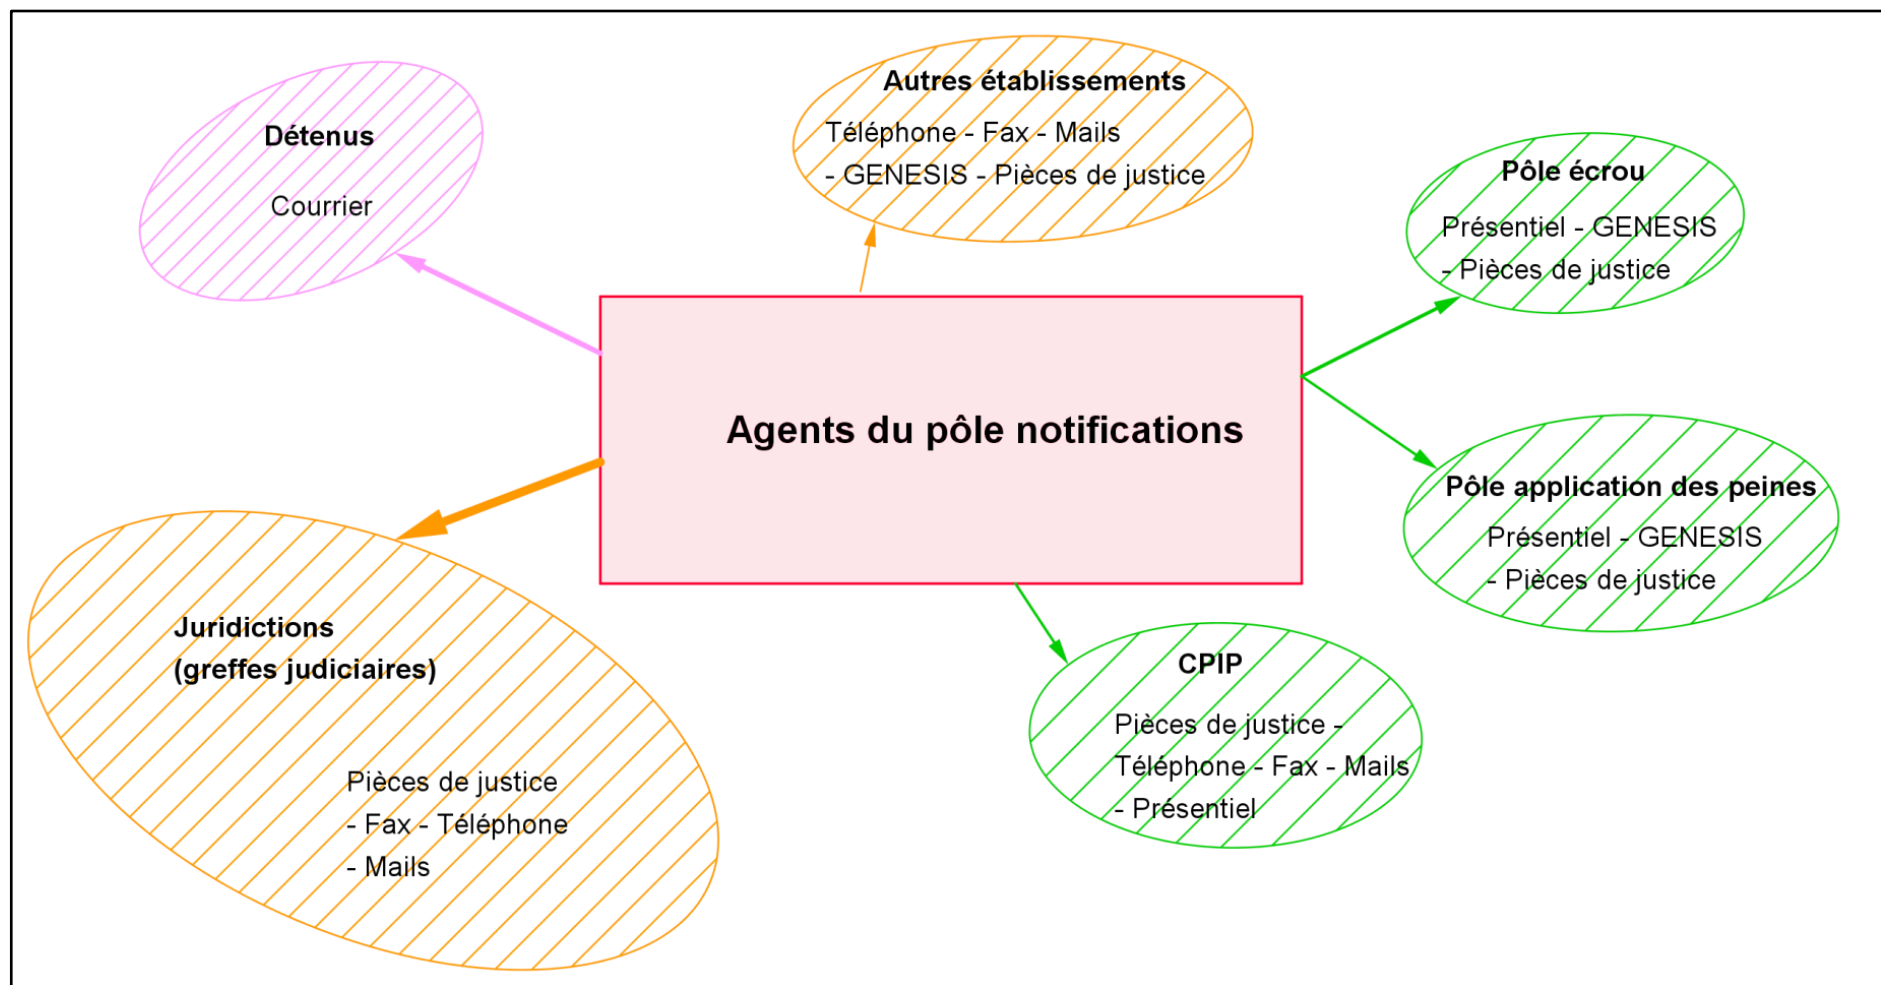 Détenus
Courrier
Autres établissements
Téléphone - Fax - Mails
- GENESIS - Pièces de justice
Pôle écrou
Présentiel - GENESIS
- Pièces de justice
Agents du pôle notifications
Pôle application des peines
Présentiel - GENESIS
- Pièces de justice
Juridictions
(greffes judiciaires)
Pièces de justice
- Fax - Téléphone
- Mails
CPIP
Pièces de justice -
Téléphone - Fax - Mails
- Présentiel